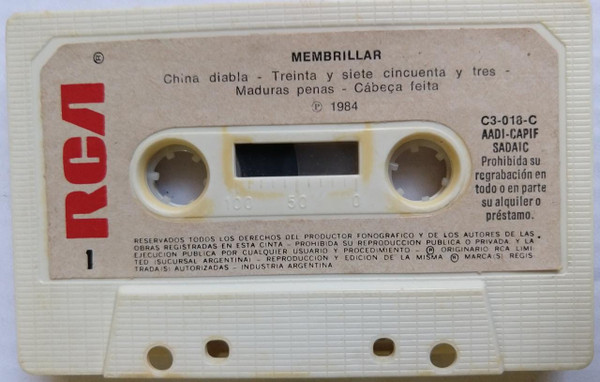 RCA
®
MEMBRILLAR
China diabla - Treinta y siete cincuenta y tres -
Maduras penas - Cábeça feita
℗ 1984
C3-018-C
AADI-CAPIF
SADAIC
Prohibida su
regrabación en
todo o en parte
su alquiler o
préstamo.
100 50 0
1
RESERVADOS TODOS LOS DERECHOS DEL PRODUCTOR FONOGRAFICO Y DE LOS AUTORES DE LAS
OBRAS REGISTRADAS EN ESTA CINTA - PROHIBIDA SU REPRODUCCION PUBLICA O PRIVADA, Y LA
EJECUCION PUBLICA POR CUALQUIER USUARIO Y PROCEDIMIENTO - ℗ ORIGINARIO RCA LIMI-
TED (SUCURSAL ARGENTINA) - REPRODUCCION Y EDICION DE LA MISMA ® MARCA(S) REGIS
TRADA(S) AUTORIZADAS - INDUSTRIA ARGENTINA